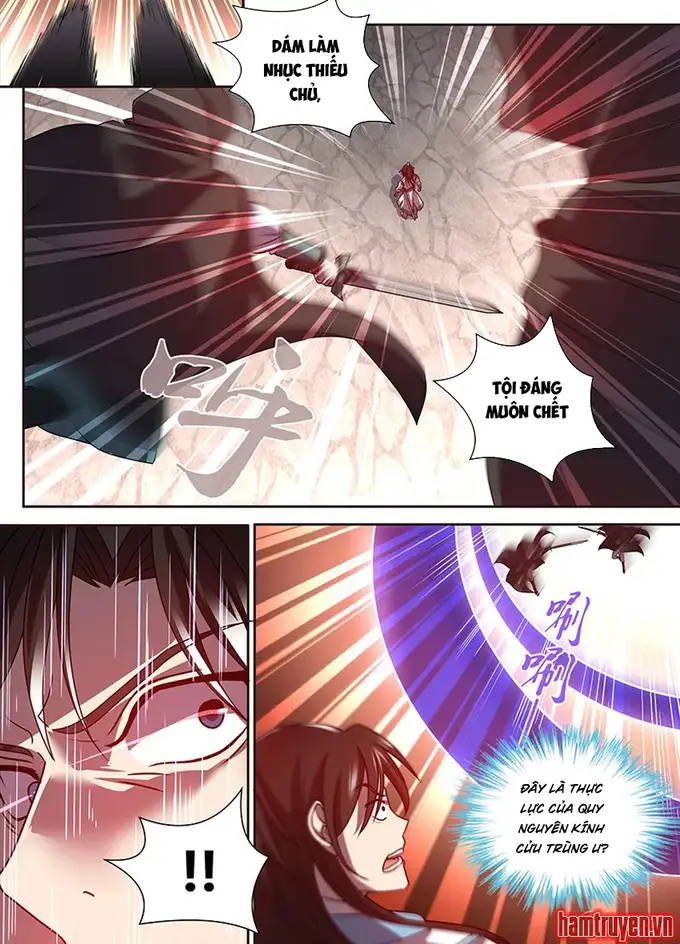 DÁM LÀM
NHỤC THIẾU
CHỦ,
TỘI ĐÁNG
MUÔN CHẾT
呼
唰
唰
!!
ĐÂY LÀ THỰC
LỰC CỦA QUY
NGUYÊN KÍNH
CỬU TRÙNG Ư?
hamtruyen.vn